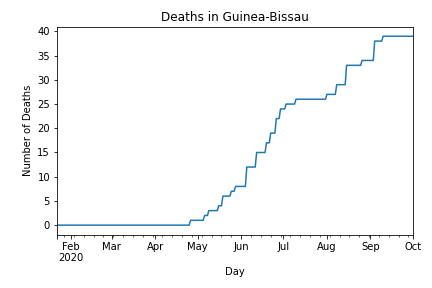 Deaths in Guinea-Bissau
40
35
30
25
20
15
10
5
0
Number of Deaths
Feb Mar Apr May Jun Jul Aug Sep Oct
2020
Day